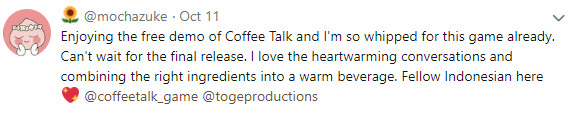 🌻 @mochazuke · Oct 11
Enjoying the free demo of Coffee Talk and I'm so whipped for this game already.
Can't wait for the final release. I love the heartwarming conversations and
combining the right ingredients into a warm beverage. Fellow Indonesian here
💖 @coffeetalk_game @togeproductions